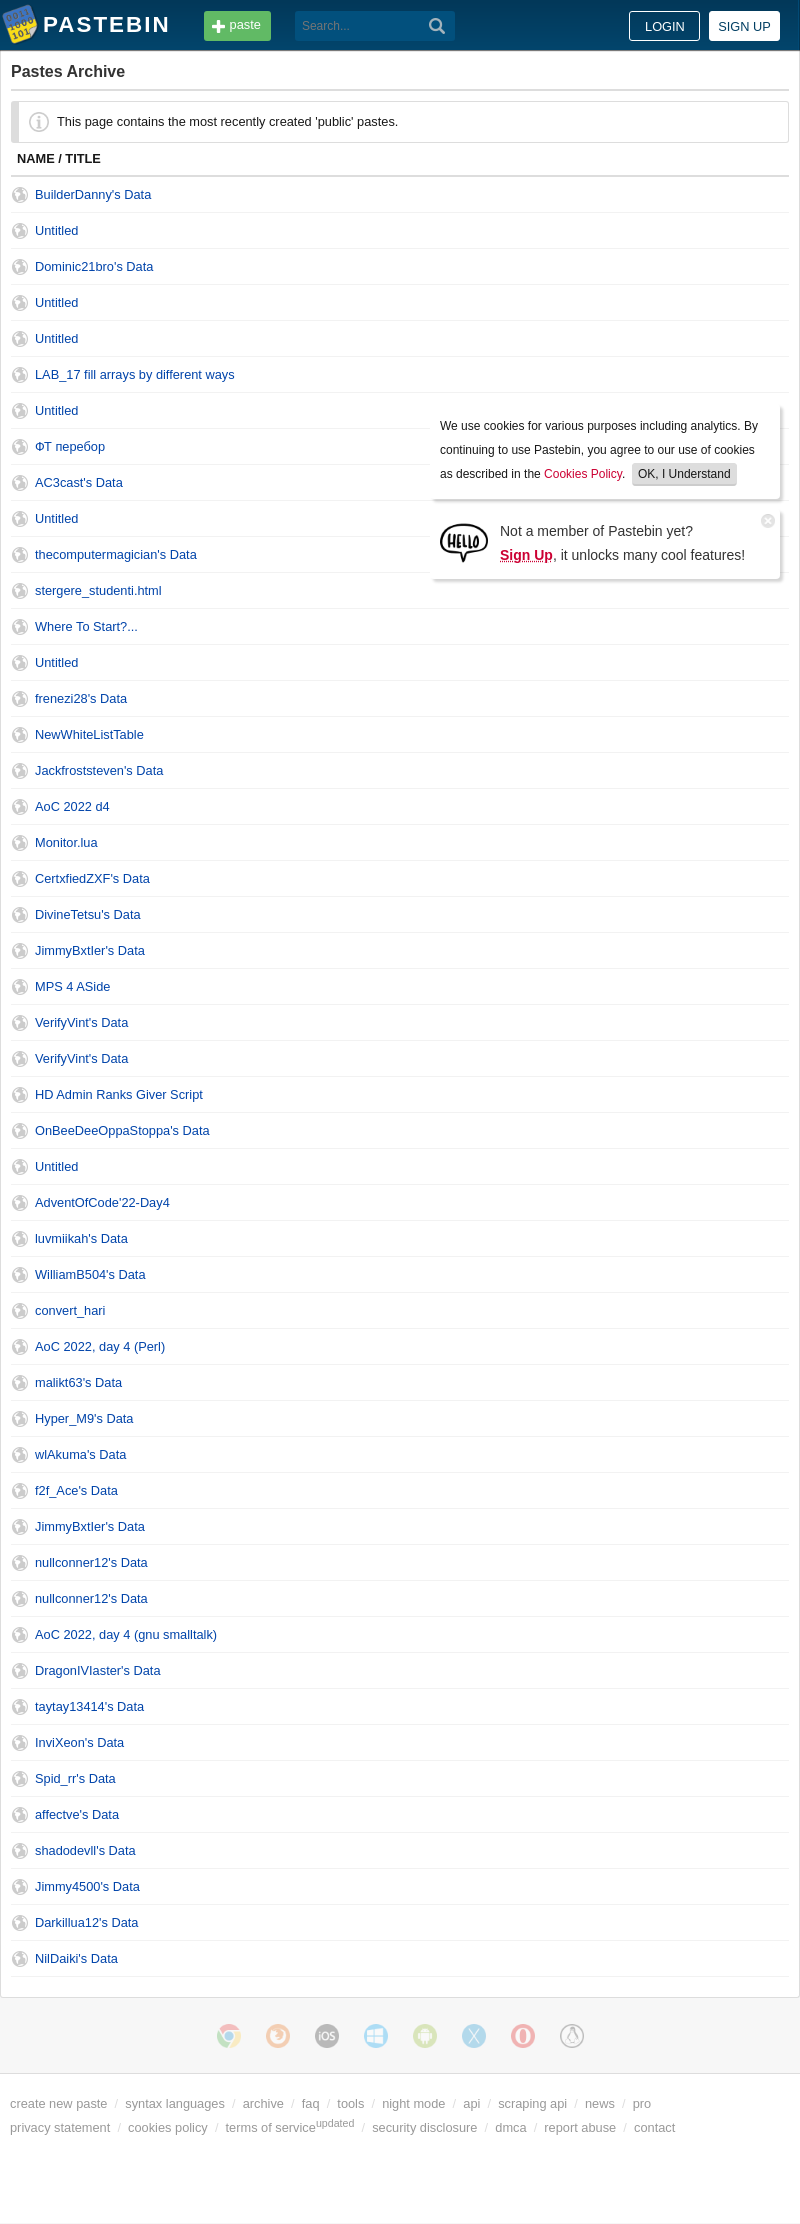 PASTEBIN paste Search... LOGIN SIGN UP
Pastes Archive
This page contains the most recently created 'public' pastes.
NAME / TITLE
BuilderDanny's Data
Untitled
Dominic21bro's Data
Untitled
Untitled
LAB_17 fill arrays by different ways
Untitled
ФТ перебор
AC3cast's Data
Untitled
thecomputermagician's Data
stergere_studenti.html
We use cookies for various purposes including analytics. By
continuing to use Pastebin, you agree to our use of cookies
as described in the Cookies Policy. OK, I Understand
HELLO
Not a member of Pastebin yet?
Sign Up, it unlocks many cool features!
Where To Start?...
Untitled
frenezi28's Data
NewWhiteListTable
Jackfroststeven's Data
AoC 2022 d4
Monitor.lua
CertxfiedZXF's Data
DivineTetsu's Data
JimmyBxtIer's Data
MPS 4 ASide
VerifyVint's Data
VerifyVint's Data
HD Admin Ranks Giver Script
OnBeeDeeOppaStoppa's Data
Untitled
AdventOfCode'22-Day4
luvmiikah's Data
WilliamB504's Data
convert_hari
AoC 2022, day 4 (Perl)
malikt63's Data
Hyper_M9's Data
wlAkuma's Data
f2f_Ace's Data
JimmyBxtIer's Data
nullconner12's Data
nullconner12's Data
AoC 2022, day 4 (gnu smalltalk)
DragonIVIaster's Data
taytay13414's Data
InviXeon's Data
Spid_rr's Data
affectve's Data
shadodevll's Data
Jimmy4500's Data
Darkillua12's Data
NilDaiki's Data
iOS
create new paste / syntax languages / archive / faq / tools / night mode / api / scraping api / news / pro
privacy statement / cookies policy / terms of serviceupdated / security disclosure / dmca / report abuse / contact